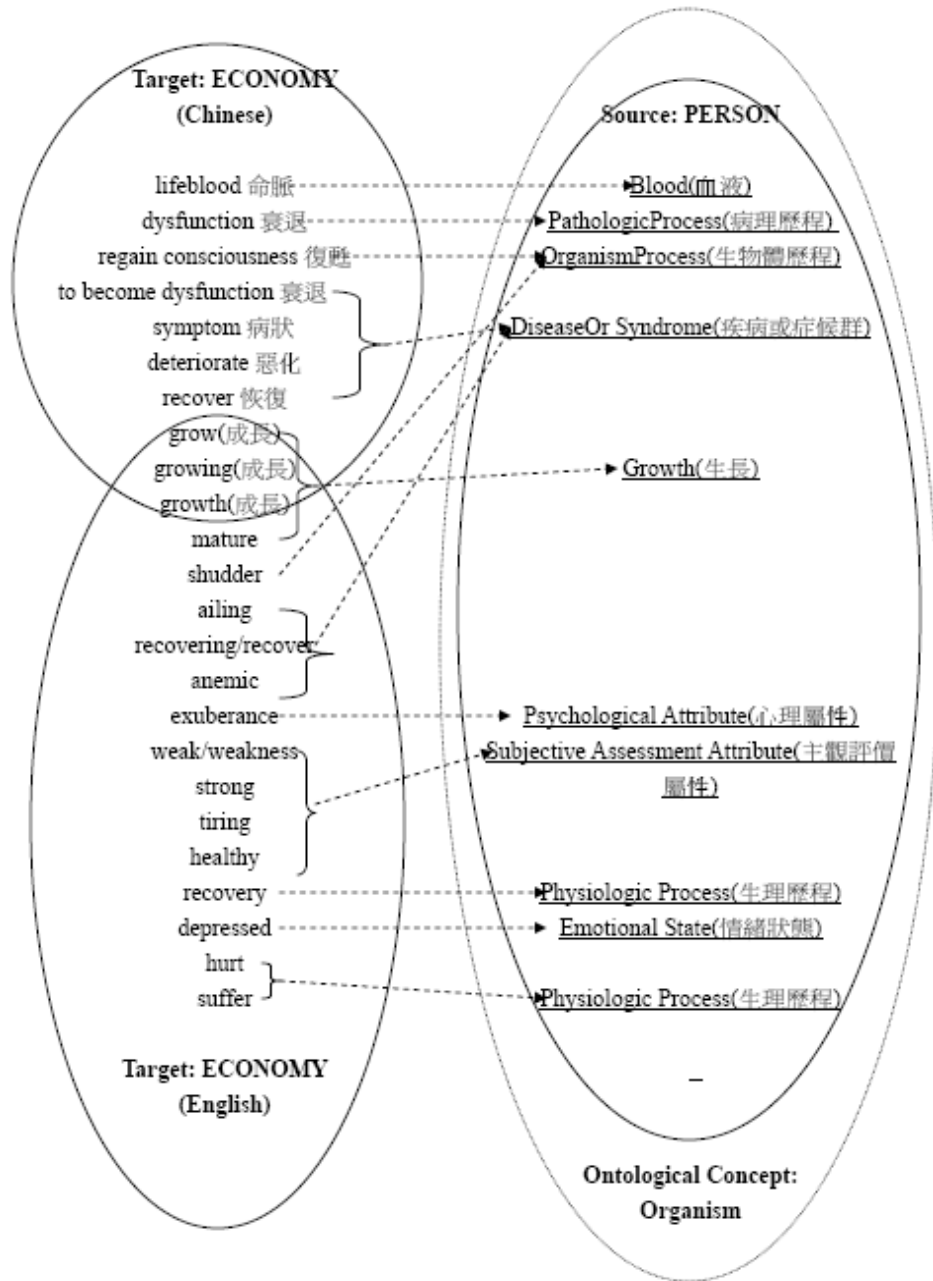 Target: ECONOMY
(Chinese)
Source: PERSON
lifeblood 命脈
Blood(血液)
dysfunction 衰退
PathologicProcess(病理歷程)
regain consciousness 復甦
OrganismProcess(生物體歷程)
to become dysfunction 衰退
symptom 病狀
DiseaseOr Syndrome(疾病或症候群)
deteriorate 惡化
recover 恢復
grow(成長)
growing(成長)
Growth(生長)
growth(成長)
mature
shudder
ailing
recovering/recover
anemic
exuberance
Psychological Attribute(心理屬性)
weak/weakness
Subjective Assessment Attribute(主觀評價
屬性)
strong
tiring
healthy
recovery
Physiologic Process(生理歷程)
depressed
Emotional State(情緒狀態)
hurt
suffer
Physiologic Process(生理歷程)
Target: ECONOMY
(English)
Ontological Concept:
Organism